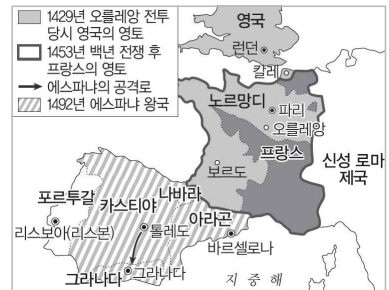 1429년 오를레앙 전투
당시 영국의 영토
1453년 백년 전쟁 후
프랑스의 영토
에스파냐의 공격로
1492년 에스파냐 왕국
영국
런던
칼레
노르망디
파리
오를레앙
프랑스
보르도
신성 로마
제국
포르투갈
카스티야
나바라
아라곤
리스보아(리스본)
톨레도
바르셀로나
그라나다
그라나다
지중해